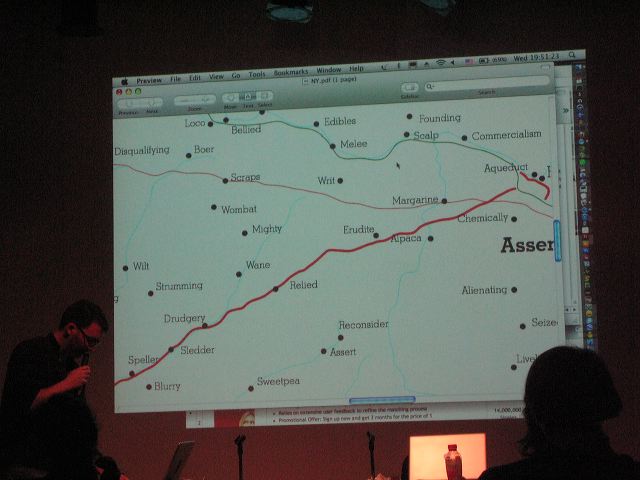 Preview File Edit View Go Tools Bookmarks Window Help (69%) Wed 19:51:23
NY.pdf (1 page)
Previous Next Zoom Move Text Select Sidebar Search
Loco
Bellied
Edibles
Founding
Melee
Scalp
Commercialism
Disqualifying
Boer
Aqueduct
Scraps
Writ
Margarine
Wombat
Chemically
Mighty
Erudite
Alpaca
Asser
Wilt
Wane
Strumming
Relied
Alienating
Drudgery
Reconsider
Seize
Speller
Sledder
Assert
Blurry
Sweetpea
• Relies on extensive user feedback to refine the matching process
• Promotional Offer: Sign up now and get 3 months for the price of 1